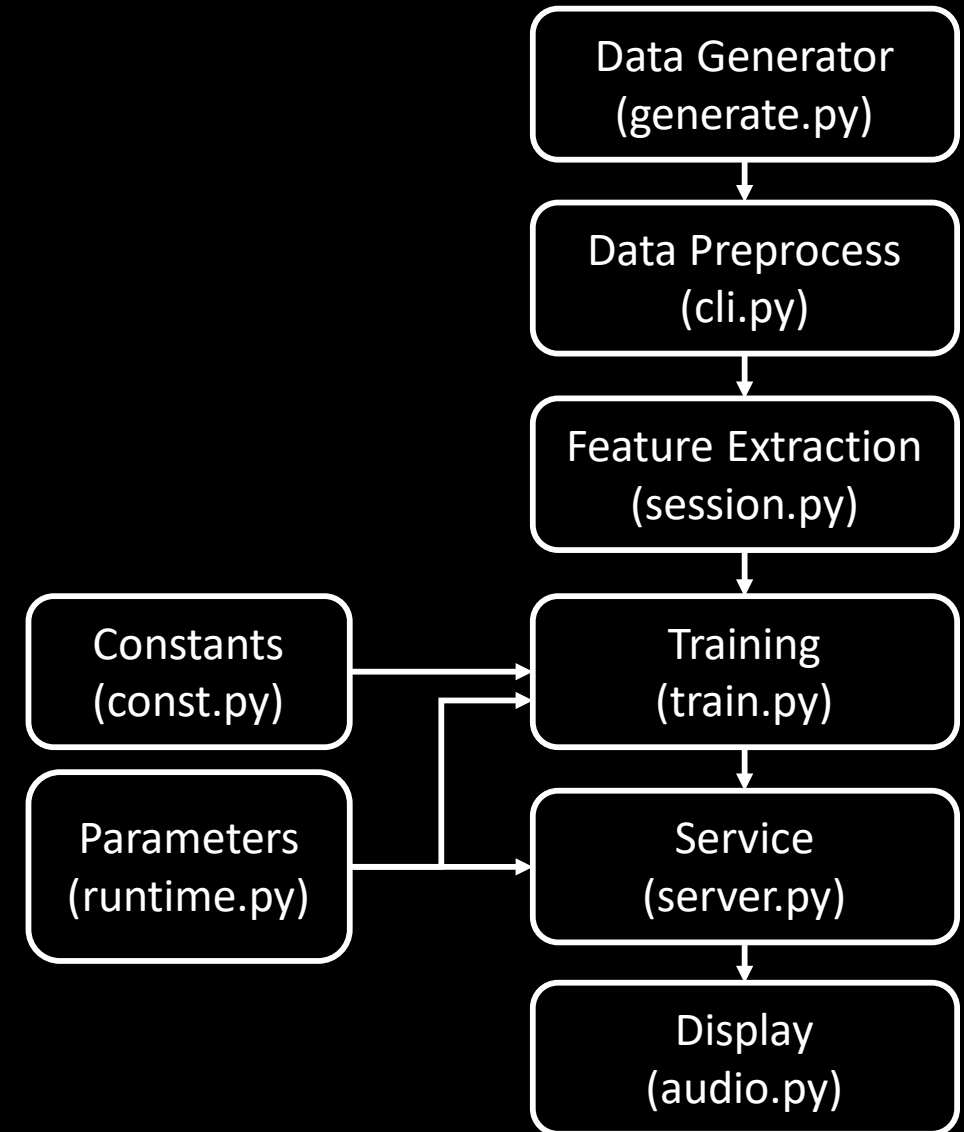 Data Generator
(generate.py)
Data Preprocess
(cli.py)
Feature Extraction
(session.py)
Constants
(const.py)
Training
(train.py)
Parameters
(runtime.py)
Service
(server.py)
Display
(audio.py)